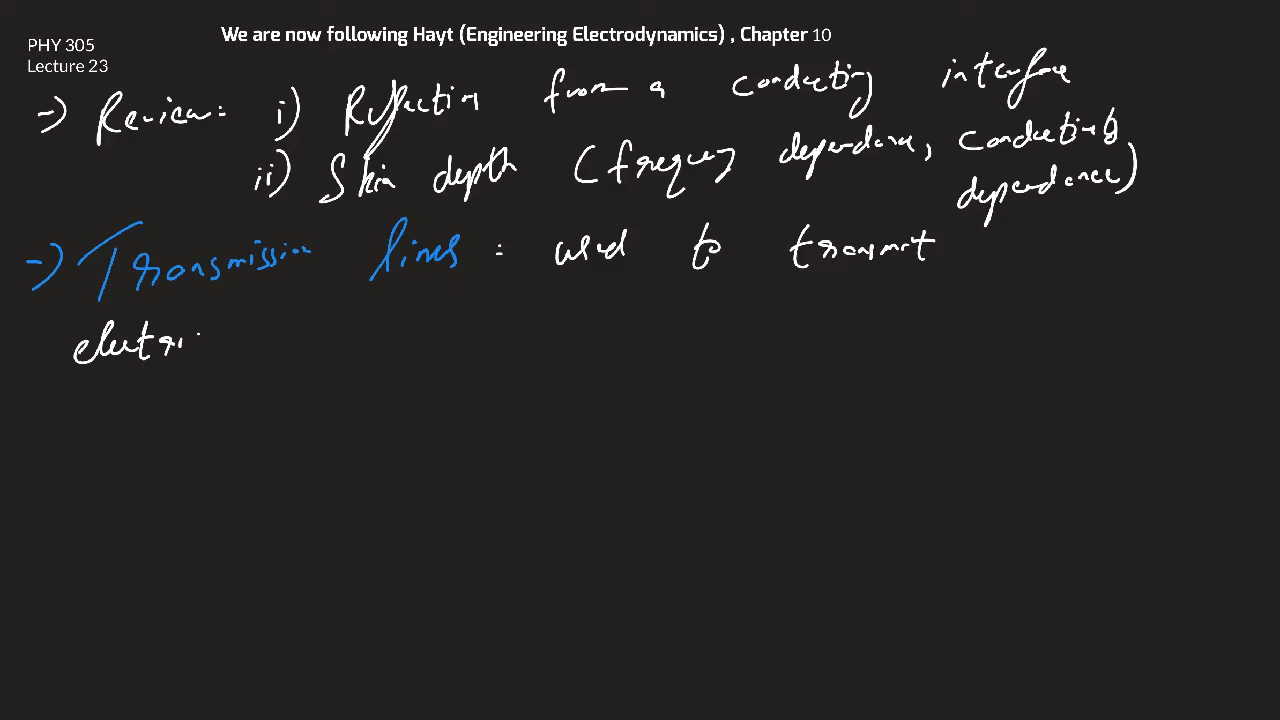 PHY 305
Lecture 23
We are now following Hayt (Engineering Electrodynamics) , Chapter 10
=> Review: i) Reflection from a conducting interface
ii) Skin depth (frequency dependence, conductivity
dependence)
=> Transmission lines : used to transmit
electri